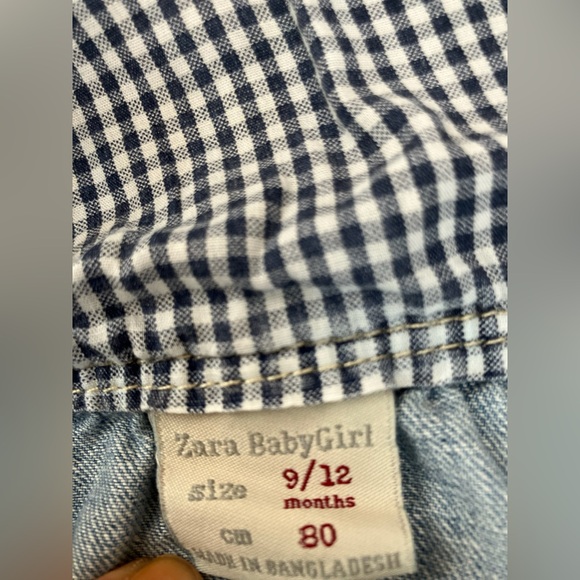 Zara BabyGirl
size 9/12
months
cm 80
MADE IN BANGLADESH